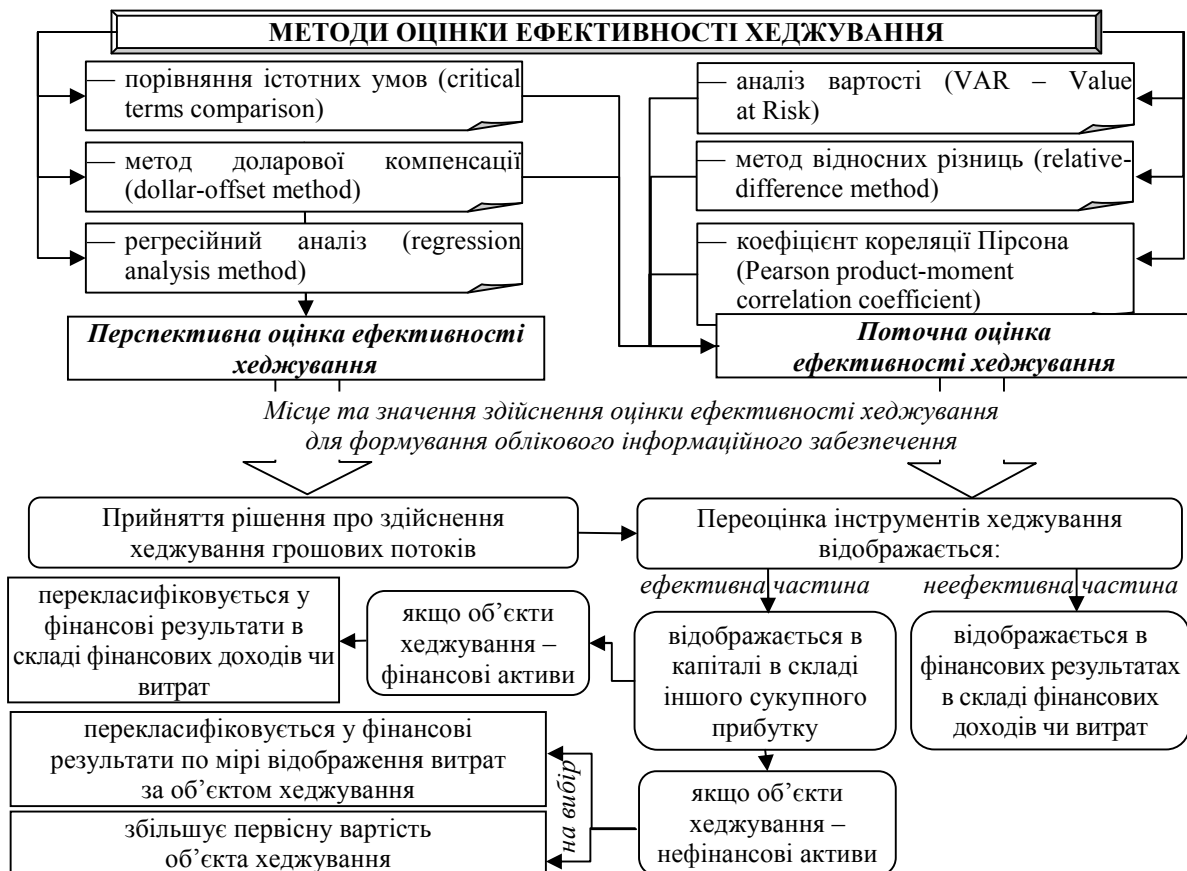 МЕТОДИ ОЦІНКИ ЕФЕКТИВНОСТІ ХЕДЖУВАННЯ
— порівняння істотних умов (critical
terms comparison)
— метод доларової компенсації
(dollar-offset method)
— регресійний аналіз (regression
analysis method)
— аналіз вартості (VAR – Value
at Risk)
— метод відносних різниць (relative-
difference method)
— коефіцієнт кореляції Пірсона
(Pearson product-moment
correlation coefficient)
Перспективна оцінка ефективності
хеджування
Поточна оцінка
ефективності хеджування
Місце та значення здійснення оцінки ефективності хеджування
для формування облікового інформаційного забезпечення
Прийняття рішення про здійснення
хеджування грошових потоків
Переоцінка інструментів хеджування
відображається:
ефективна частина
неефективна частина
перекласифіковується у
фінансові результати в
складі фінансових доходів чи
витрат
якщо об’єкти
хеджування –
фінансові активи
відображається в
капіталі в складі
іншого сукупного
прибутку
відображається в
фінансових результатах
в складі фінансових
доходів чи витрат
перекласифіковується у фінансові
результати по мірі відображення витрат
за об’єктом хеджування
на вибір
якщо об’єкти
хеджування –
нефінансові активи
збільшує первісну вартість
об’єкта хеджування